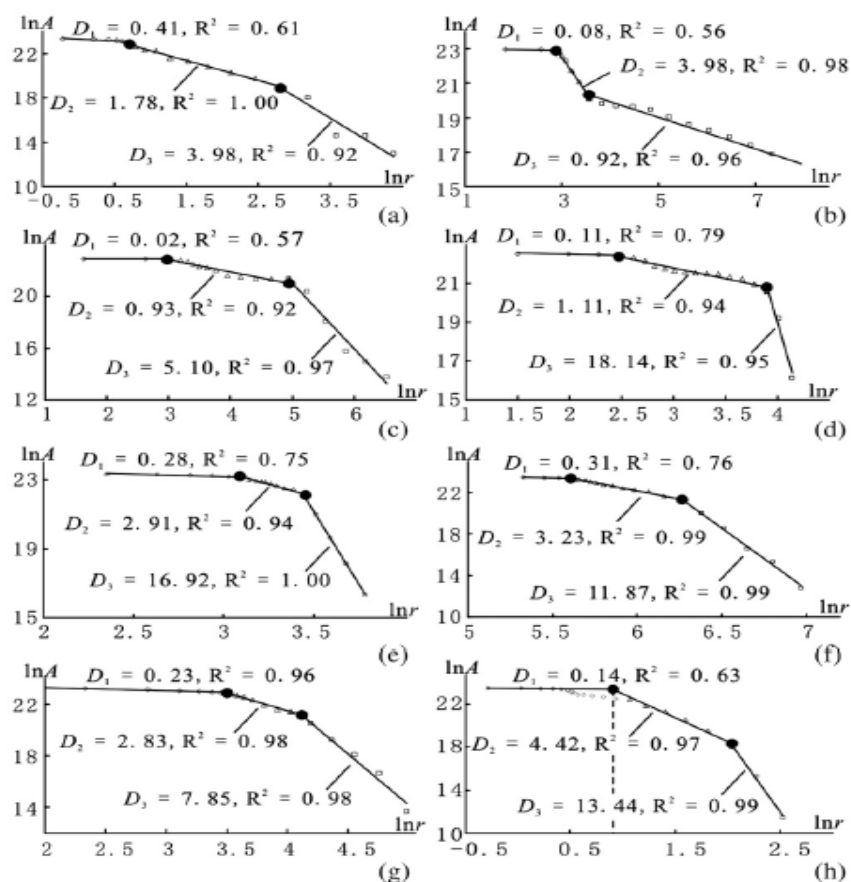 lnA
D₁ = 0. 41, R² = 0. 61
22
18
D₂ = 1. 78, R² = 1. 00
14
D₃ = 3. 98, R² = 0. 92
10
lnr
-0.5 0.5 1.5 2.5 3.5
(a)
lnA
D₁ = 0. 08, R² = 0. 56
23
D₂ = 3. 98, R² = 0. 98
21
19
D₃ = 0. 92, R² = 0. 96
17
15
lnr
1 3 5 7
(b)
lnA
D₁ = 0. 02, R² = 0. 57
21
D₂ = 0. 93, R² = 0. 92
18
D₃ = 5. 10, R² = 0. 97
15
12
lnr
1 2 3 4 5 6
(c)
lnA
D₁ = 0. 11, R² = 0. 79
21
D₂ = 1. 11, R² = 0. 94
19
D₃ = 18. 14, R² = 0. 95
17
15
lnr
1 1.5 2 2.5 3 3.5 4
(d)
lnA
D₁ = 0. 28, R² = 0. 75
23
21
D₂ = 2. 91, R² = 0. 94
19
17
D₃ = 16. 92, R² = 1. 00
15
lnr
2 2.5 3 3.5
(e)
lnA
D₁ = 0. 31, R² = 0. 76
22
D₂ = 3. 23, R² = 0. 99
18
14
D₃ = 11. 87, R² = 0. 99
10
lnr
5 5.5 6 6.5 7
(f)
lnA
D₁ = 0. 23, R² = 0. 96
22
D₂ = 2. 83, R² = 0. 98
18
D₃ = 7. 85, R² = 0. 98
14
lnr
2 2.5 3 3.5 4 4.5
(g)
lnA
D₁ = 0. 14, R² = 0. 63
22
D₂ = 4. 42, R² = 0. 97
18
14
D₃ = 13. 44, R² = 0. 99
10
lnr
-0.5 0.5 1.5 2.5
(h)